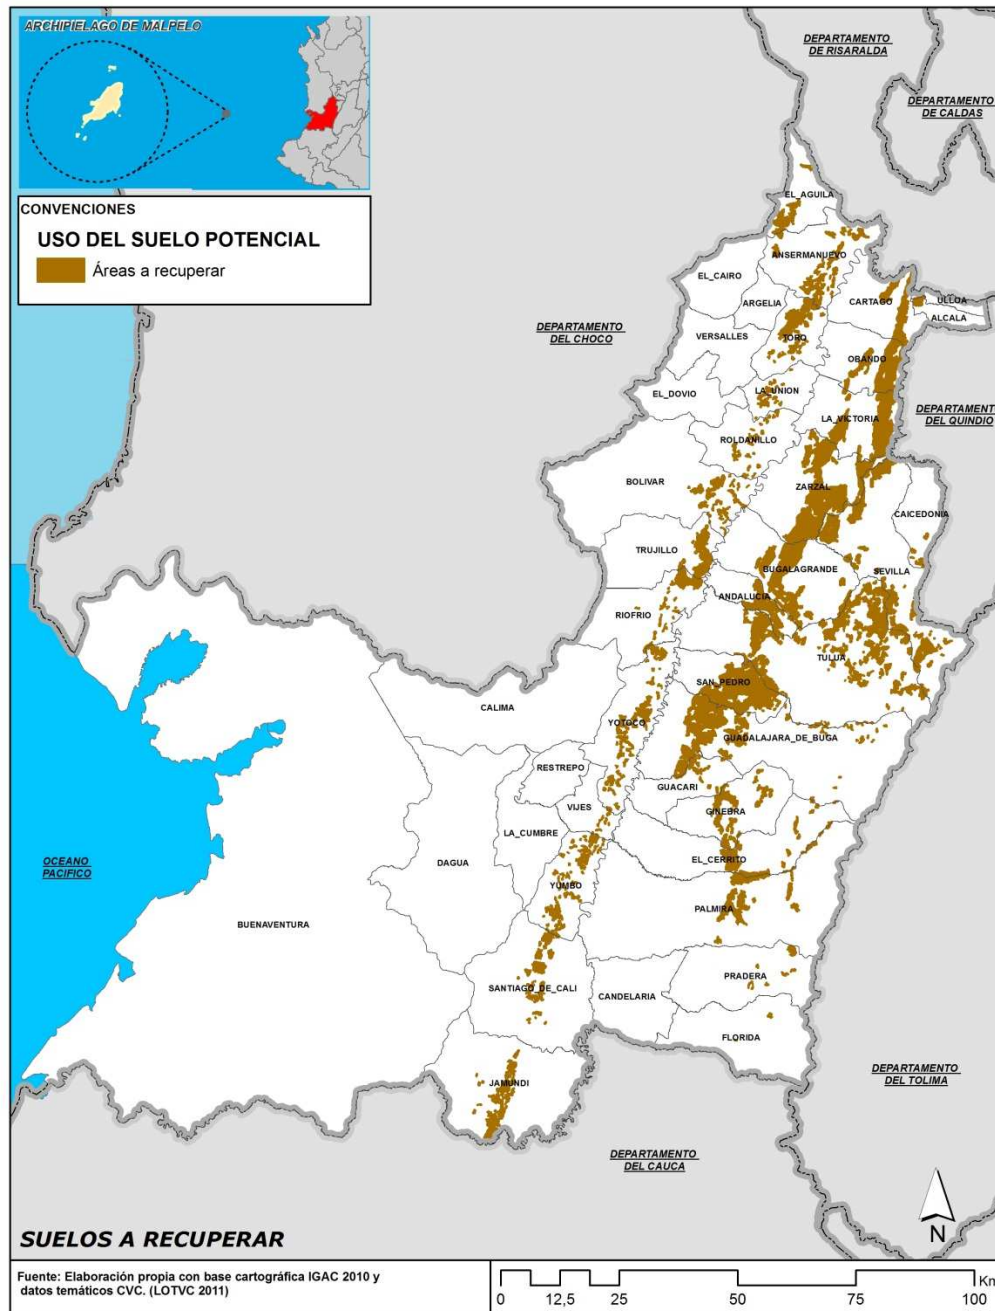 ARCHIPIELAGO DE MALPELO
CONVENCIONES
USO DEL SUELO POTENCIAL
Áreas a recuperar
DEPARTAMENTO
DE RISARALDA
DEPARTAMENTO
DE CALDAS
EL_AGUILA
ANSERMANUEVO
EL_CAIRO
ARGELIA
CARTAGO
ULLOA
ALCALA
DEPARTAMENTO
DEL CHOCO
VERSALLES
TORO
OBANDO
EL_DOVIO
LA_UNION
DEPARTAMENTO
DEL QUINDIO
LA_VICTORIA
ROLDANILLO
BOLIVAR
ZARZAL
CAICEDONIA
TRUJILLO
BUGALAGRANDE
SEVILLA
ANDALUCIA
RIOFRIO
TULUA
SAN_PEDRO
CALIMA
YOTOCO
GUADALAJARA_DE_BUGA
RESTREPO
GUACARI
VIJES
GINEBRA
LA_CUMBRE
OCEANO
PACIFICO
DAGUA
EL_CERRITO
YUMBO
PALMIRA
BUENAVENTURA
PRADERA
SANTIAGO_DE_CALI
CANDELARIA
FLORIDA
JAMUNDI
DEPARTAMENTO
DEL TOLIMA
DEPARTAMENTO
DEL CAUCA
N
SUELOS A RECUPERAR
Fuente: Elaboración propia con base cartográfica IGAC 2010 y
datos temáticos CVC. (LOTVC 2011)
Km
0 12,5 25 50 75 100